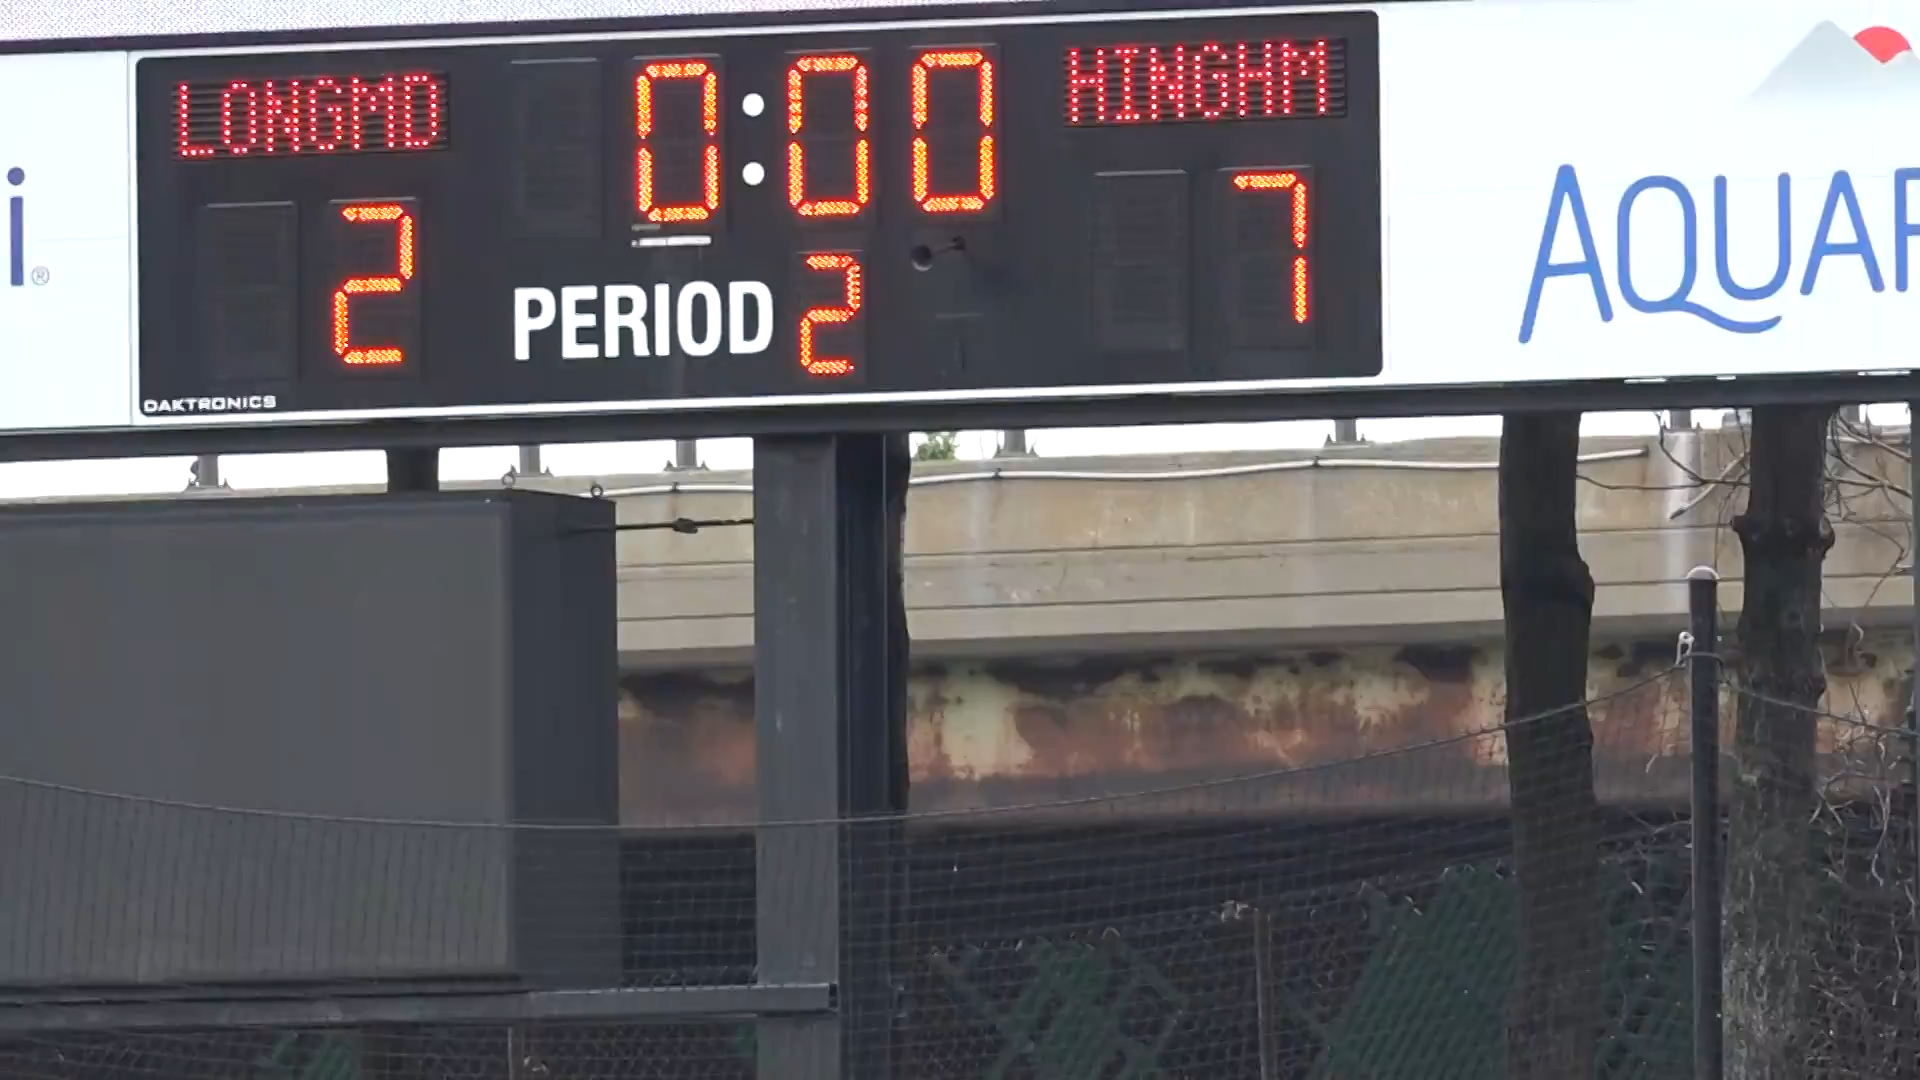 LONGMD 0:00 HINGHM
2 PERIOD 2 7
DAKTRONICS
i®
AQUAF